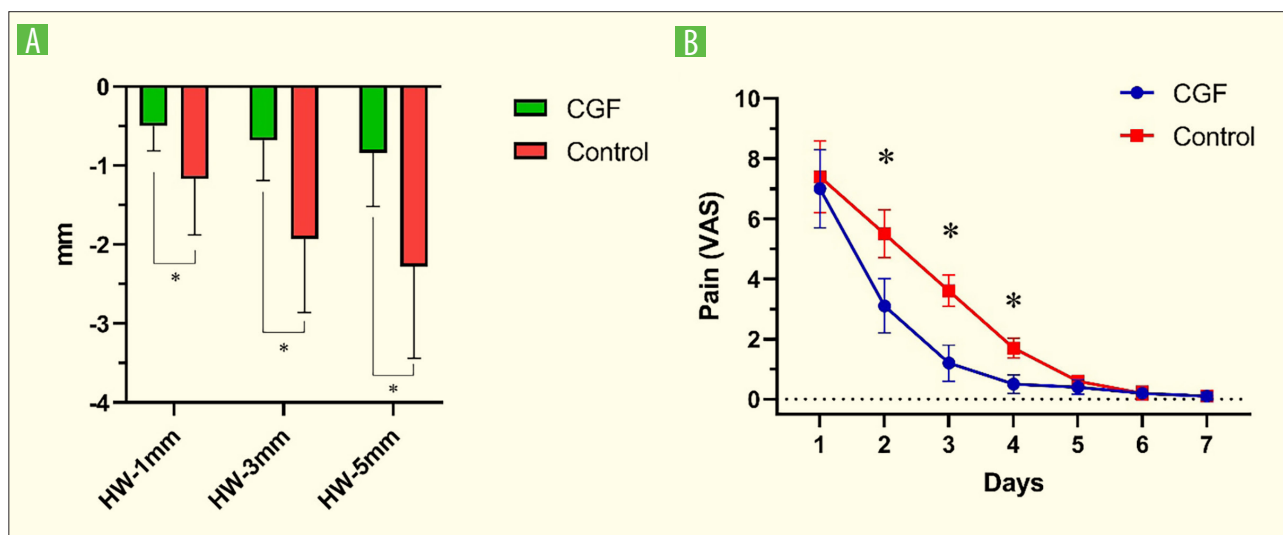 A
0
-1
-2
-3
-4
mm
*
*
*
HW-1mm
HW-3mm
HW-5mm
CGF
Control
B
10
8
6
4
2
0
Pain (VAS)
*
*
*
1 2 3 4 5 6 7
Days
CGF
Control